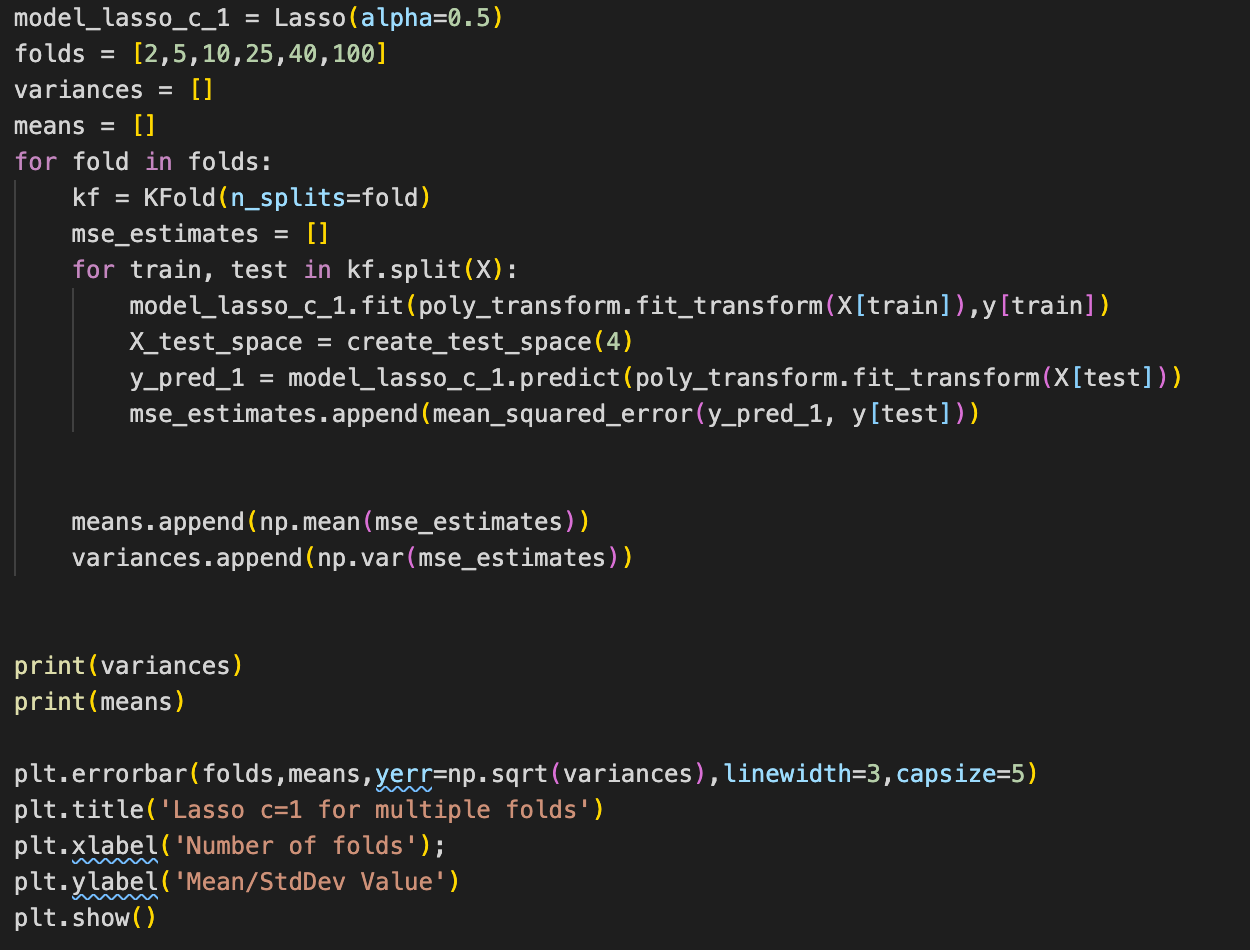 model_lasso_c_1 = Lasso(alpha=0.5)
folds = [2,5,10,25,40,100]
variances = []
means = []
for fold in folds:
    kf = KFold(n_splits=fold)
    mse_estimates = []
    for train, test in kf.split(X):
        model_lasso_c_1.fit(poly_transform.fit_transform(X[train]),y[train])
        X_test_space = create_test_space(4)
        y_pred_1 = model_lasso_c_1.predict(poly_transform.fit_transform(X[test]))
        mse_estimates.append(mean_squared_error(y_pred_1, y[test]))
    means.append(np.mean(mse_estimates))
    variances.append(np.var(mse_estimates))
print(variances)
print(means)
plt.errorbar(folds,means,yerr=np.sqrt(variances),linewidth=3,capsize=5)
plt.title('Lasso c=1 for multiple folds')
plt.xlabel('Number of folds');
plt.ylabel('Mean/StdDev Value')
plt.show()